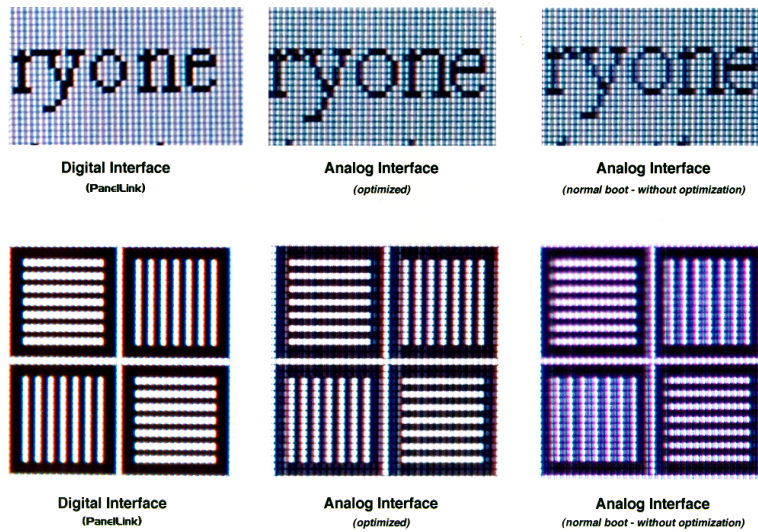 ryone ryone ryone
Digital Interface Analog Interface Analog Interface
(PanelLink) (optimized) (normal boot - without optimization)
Digital Interface Analog Interface Analog Interface
(PanelLink) (optimized) (normal boot - without optimization)